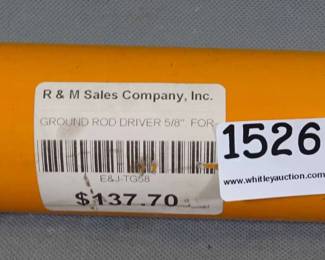 R & M Sales Company, Inc.
GROUND ROD DRIVER 5/8" FOR
E&J-TG58
$137.70
1526
www.whitleyauction.com